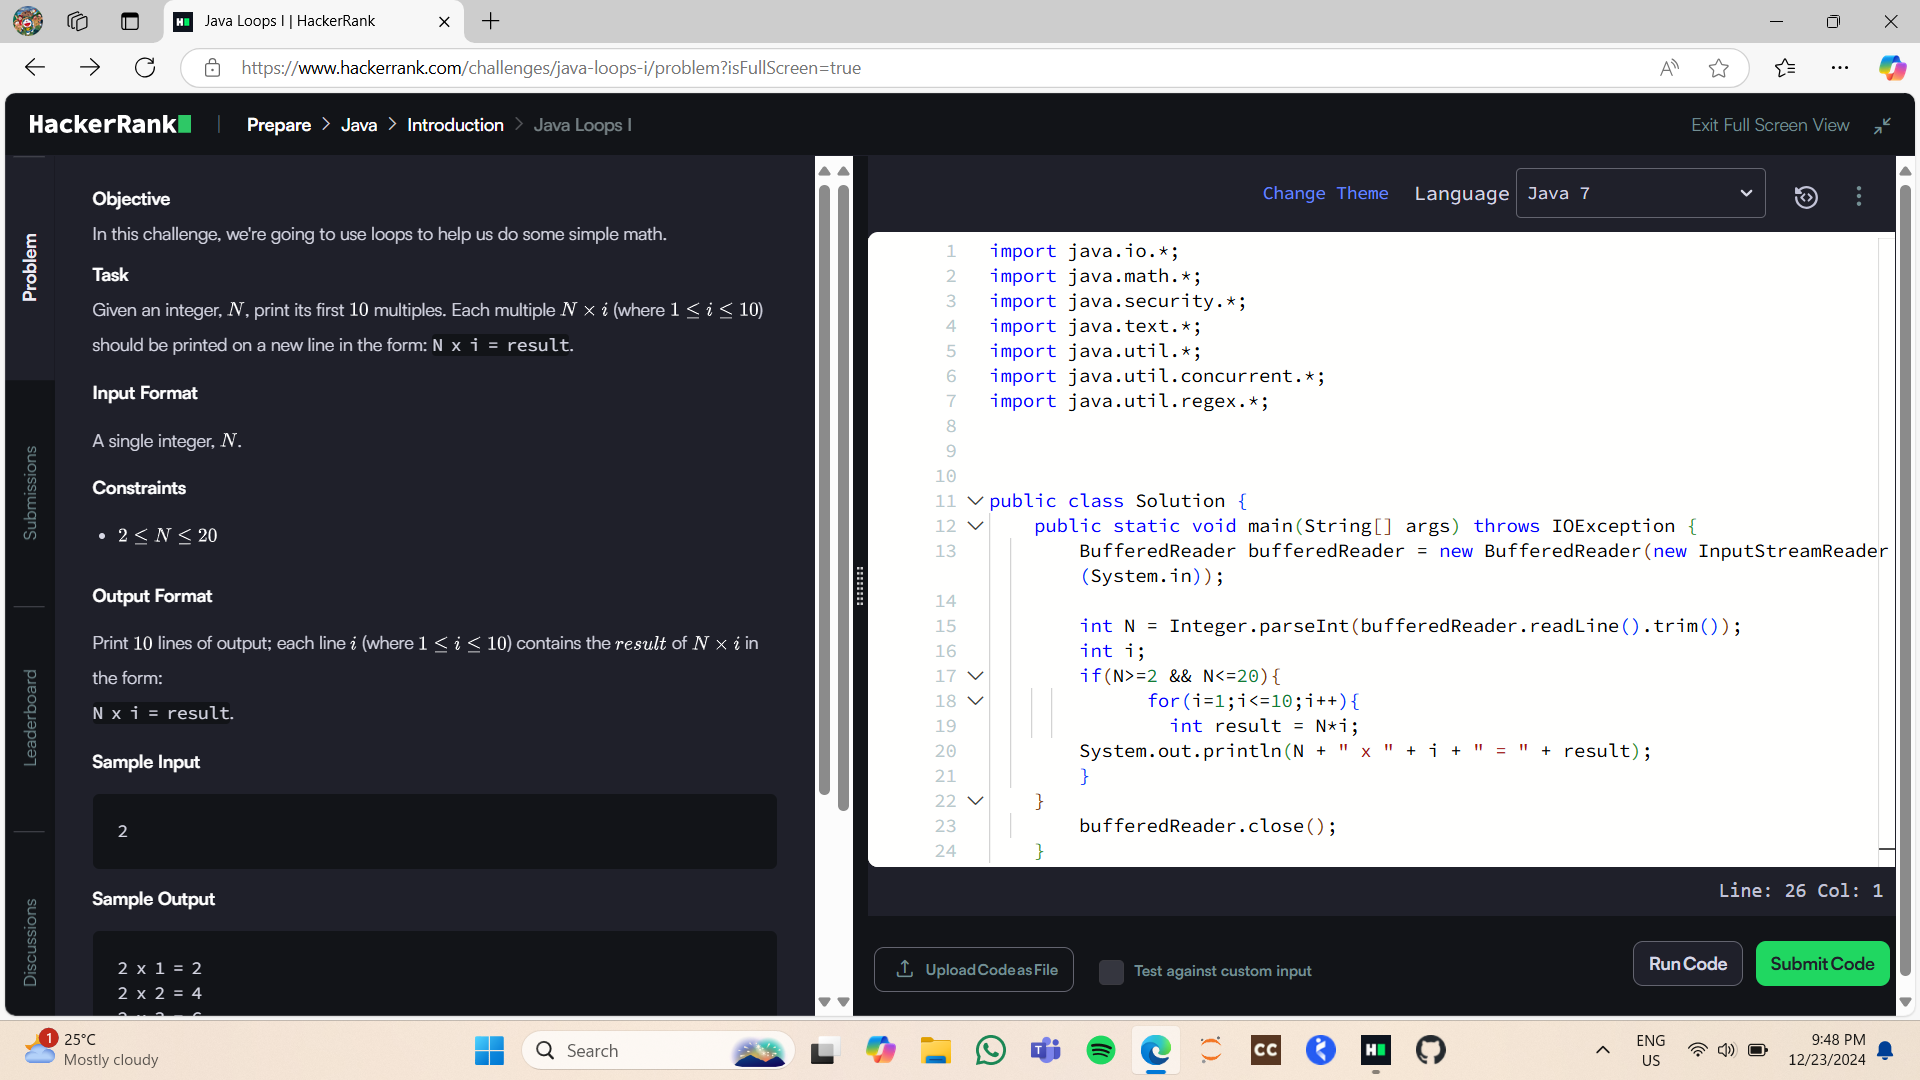 Java Loops I | HackerRank
https://www.hackerrank.com/challenges/java-loops-i/problem?isFullScreen=true
HackerRank
Prepare > Java > Introduction > Java Loops I
Exit Full Screen View
Problem
Submissions
Leaderboard
Discussions
Objective
In this challenge, we're going to use loops to help us do some simple math.
Task
Given an integer, N, print its first 10 multiples. Each multiple N × i (where 1 ≤ i ≤ 10)
should be printed on a new line in the form: N x i = result.
Input Format
A single integer, N.
Constraints
• 2 ≤ N ≤ 20
Output Format
Print 10 lines of output; each line i (where 1 ≤ i ≤ 10) contains the result of N × i in
the form:
N x i = result.
Sample Input
2
Sample Output
2 x 1 = 2
2 x 2 = 4
Change Theme Language Java 7
1 import java.io.*;
2 import java.math.*;
3 import java.security.*;
4 import java.text.*;
5 import java.util.*;
6 import java.util.concurrent.*;
7 import java.util.regex.*;
8
9
10
11 public class Solution {
12 public static void main(String[] args) throws IOException {
13 BufferedReader bufferedReader = new BufferedReader(new InputStreamReader
(System.in));
14
15 int N = Integer.parseInt(bufferedReader.readLine().trim());
16 int i;
17 if(N>=2 && N<=20){
18 for(i=1;i<=10;i++){
19 int result = N*i;
20 System.out.println(N + " x " + i + " = " + result);
21 }
22 }
23 bufferedReader.close();
24 }
Line: 26 Col: 1
Upload Code as File
Test against custom input
Run Code
Submit Code
1
25°C
Mostly cloudy
Search
CC
ENG
US
9:48 PM
12/23/2024